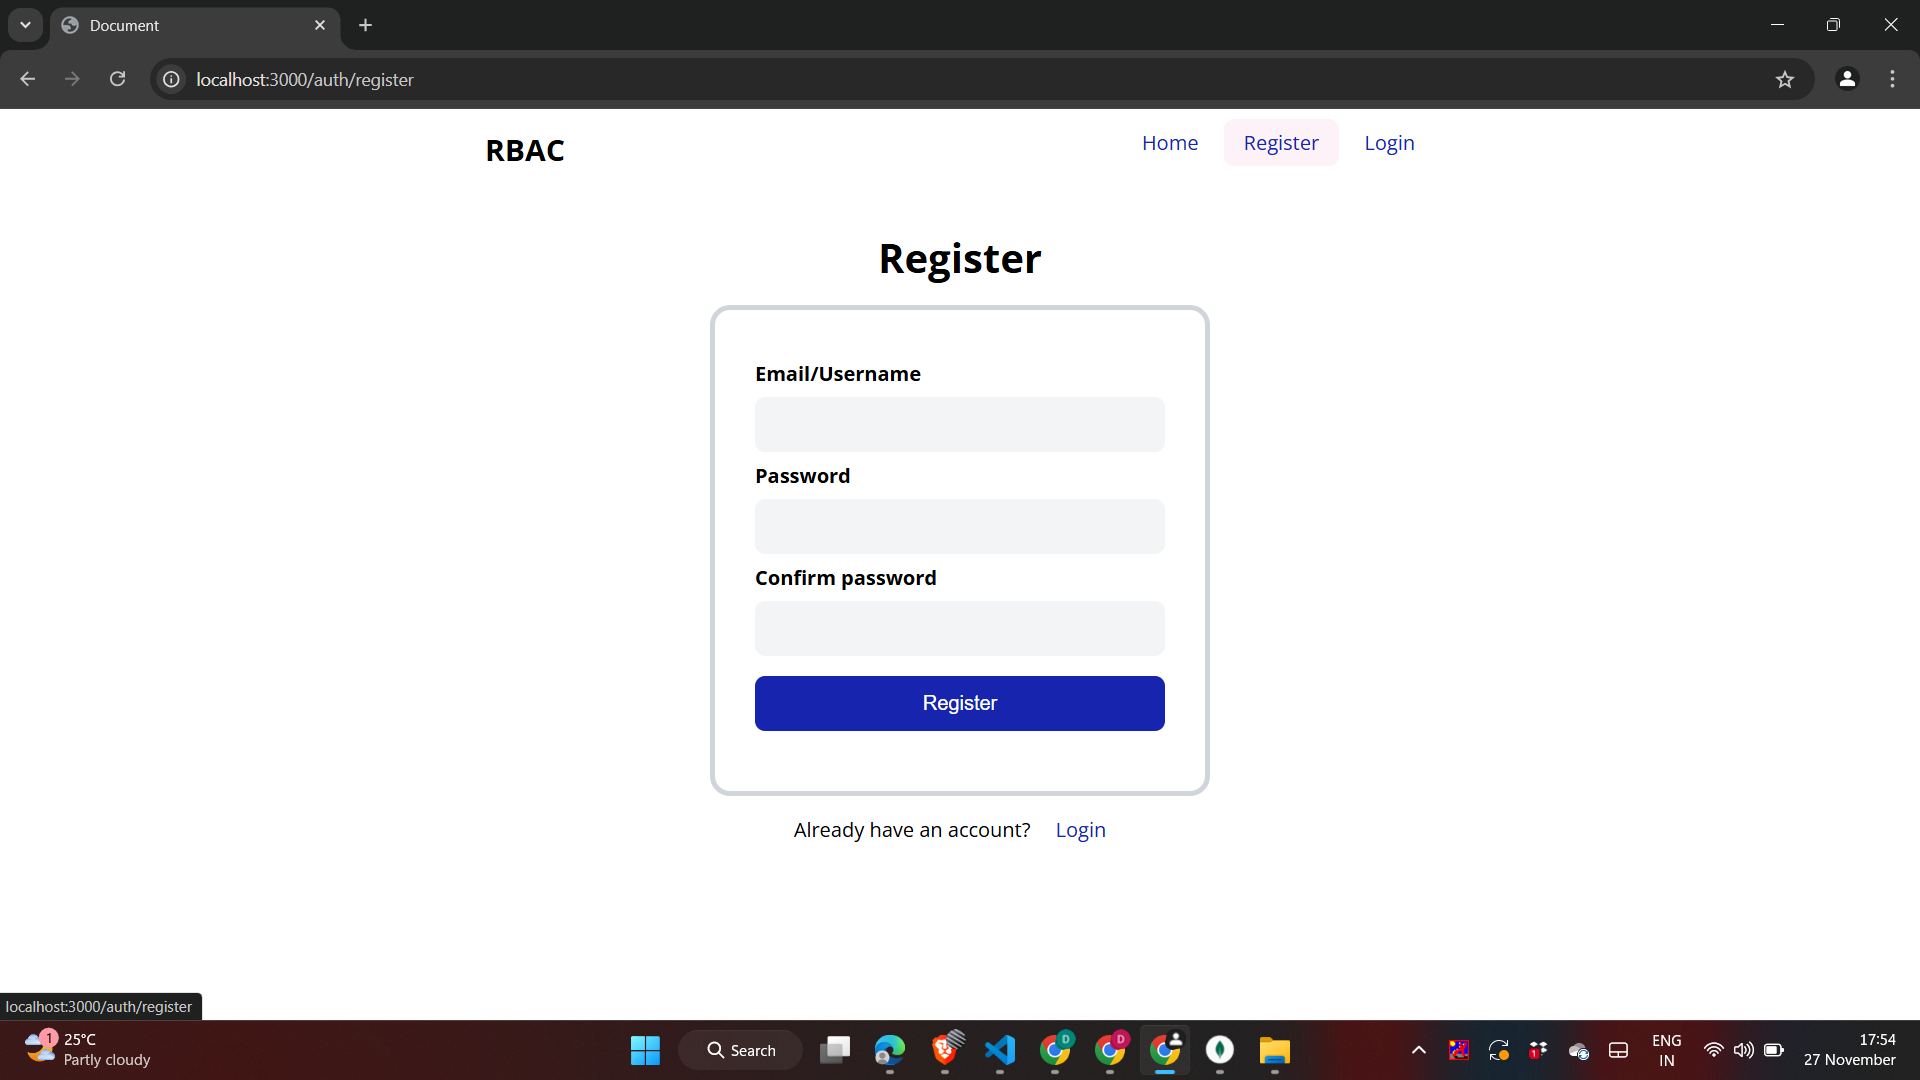 Document
localhost:3000/auth/register
RBAC
Home
Register
Login
Register
Email/Username
Password
Confirm password
Register
Already have an account? Login
localhost:3000/auth/register
1
25°C
Partly cloudy
Search
D
D
1
ENG
IN
17:54
27 November